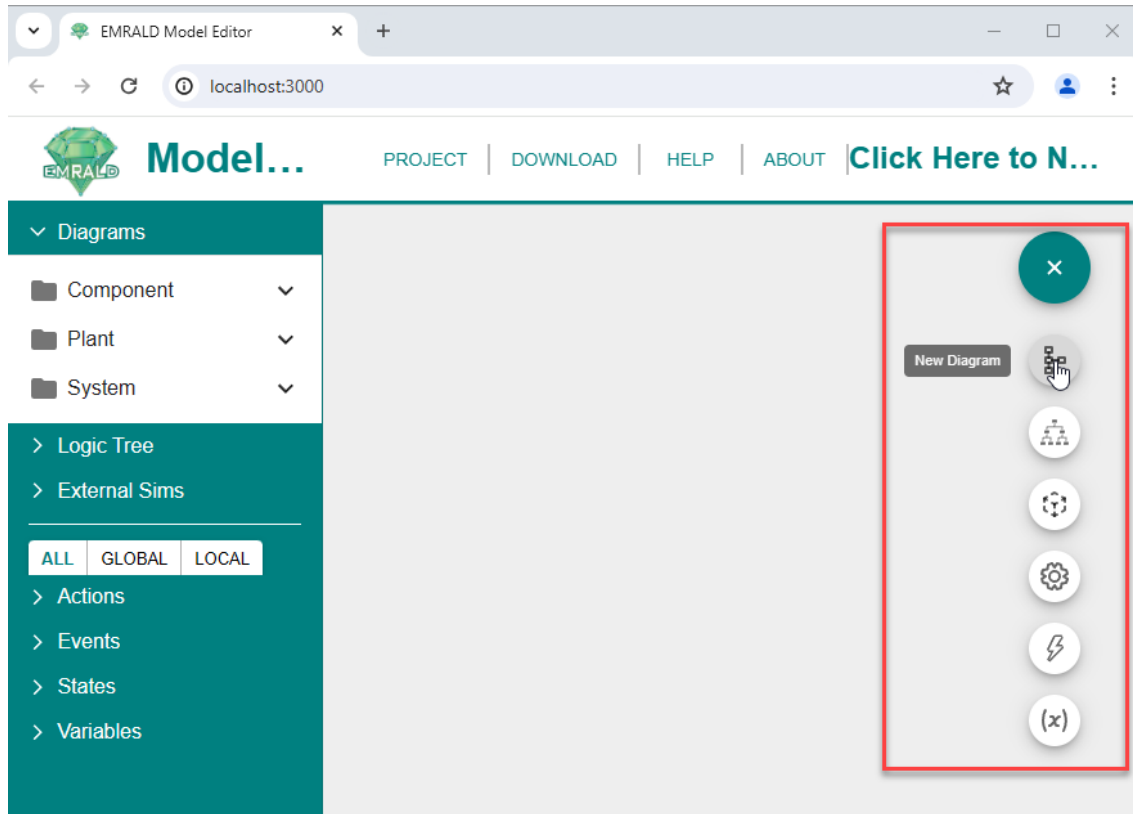 EMRALD Model Editor
localhost:3000
EMRALD
Model...
PROJECT
DOWNLOAD
HELP
ABOUT
Click Here to N...
Diagrams
Component
Plant
System
Logic Tree
External Sims
ALL
GLOBAL
LOCAL
Actions
Events
States
Variables
New Diagram
(x)